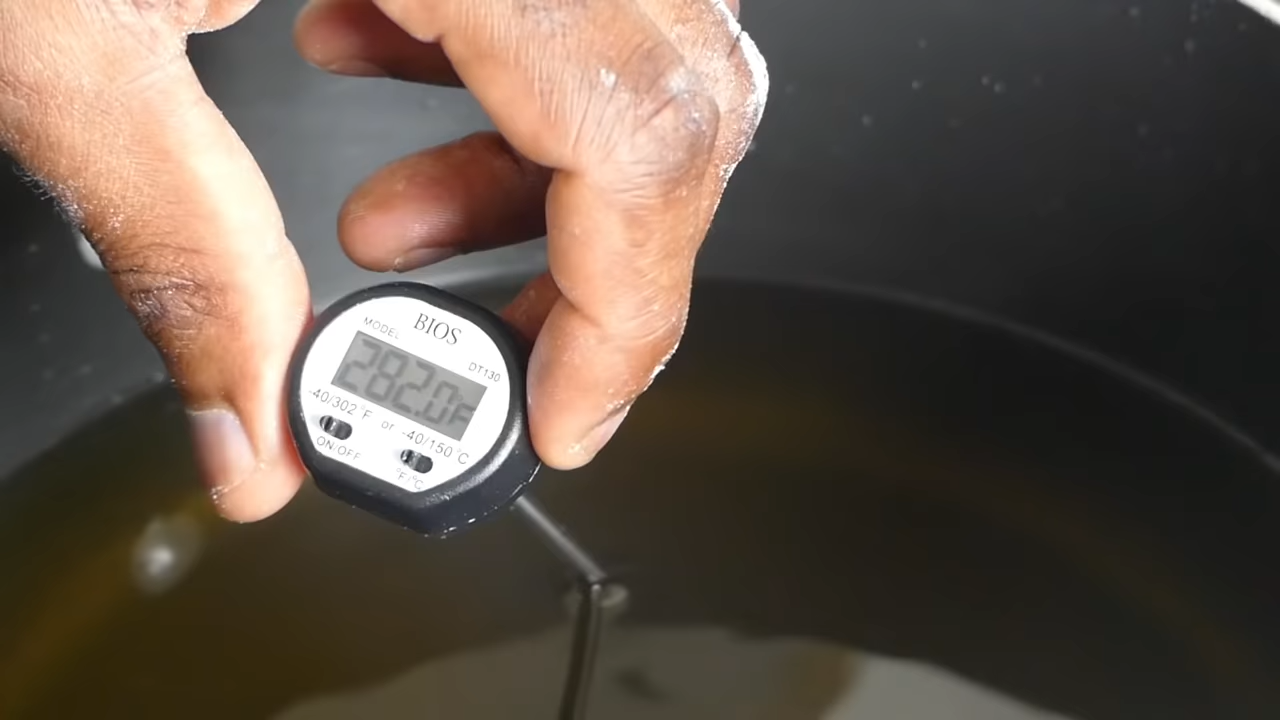 BIOS
MODEL DT130
282.0°F
-40/302 °F or -40/150 °C
ON/OFF °F/°C